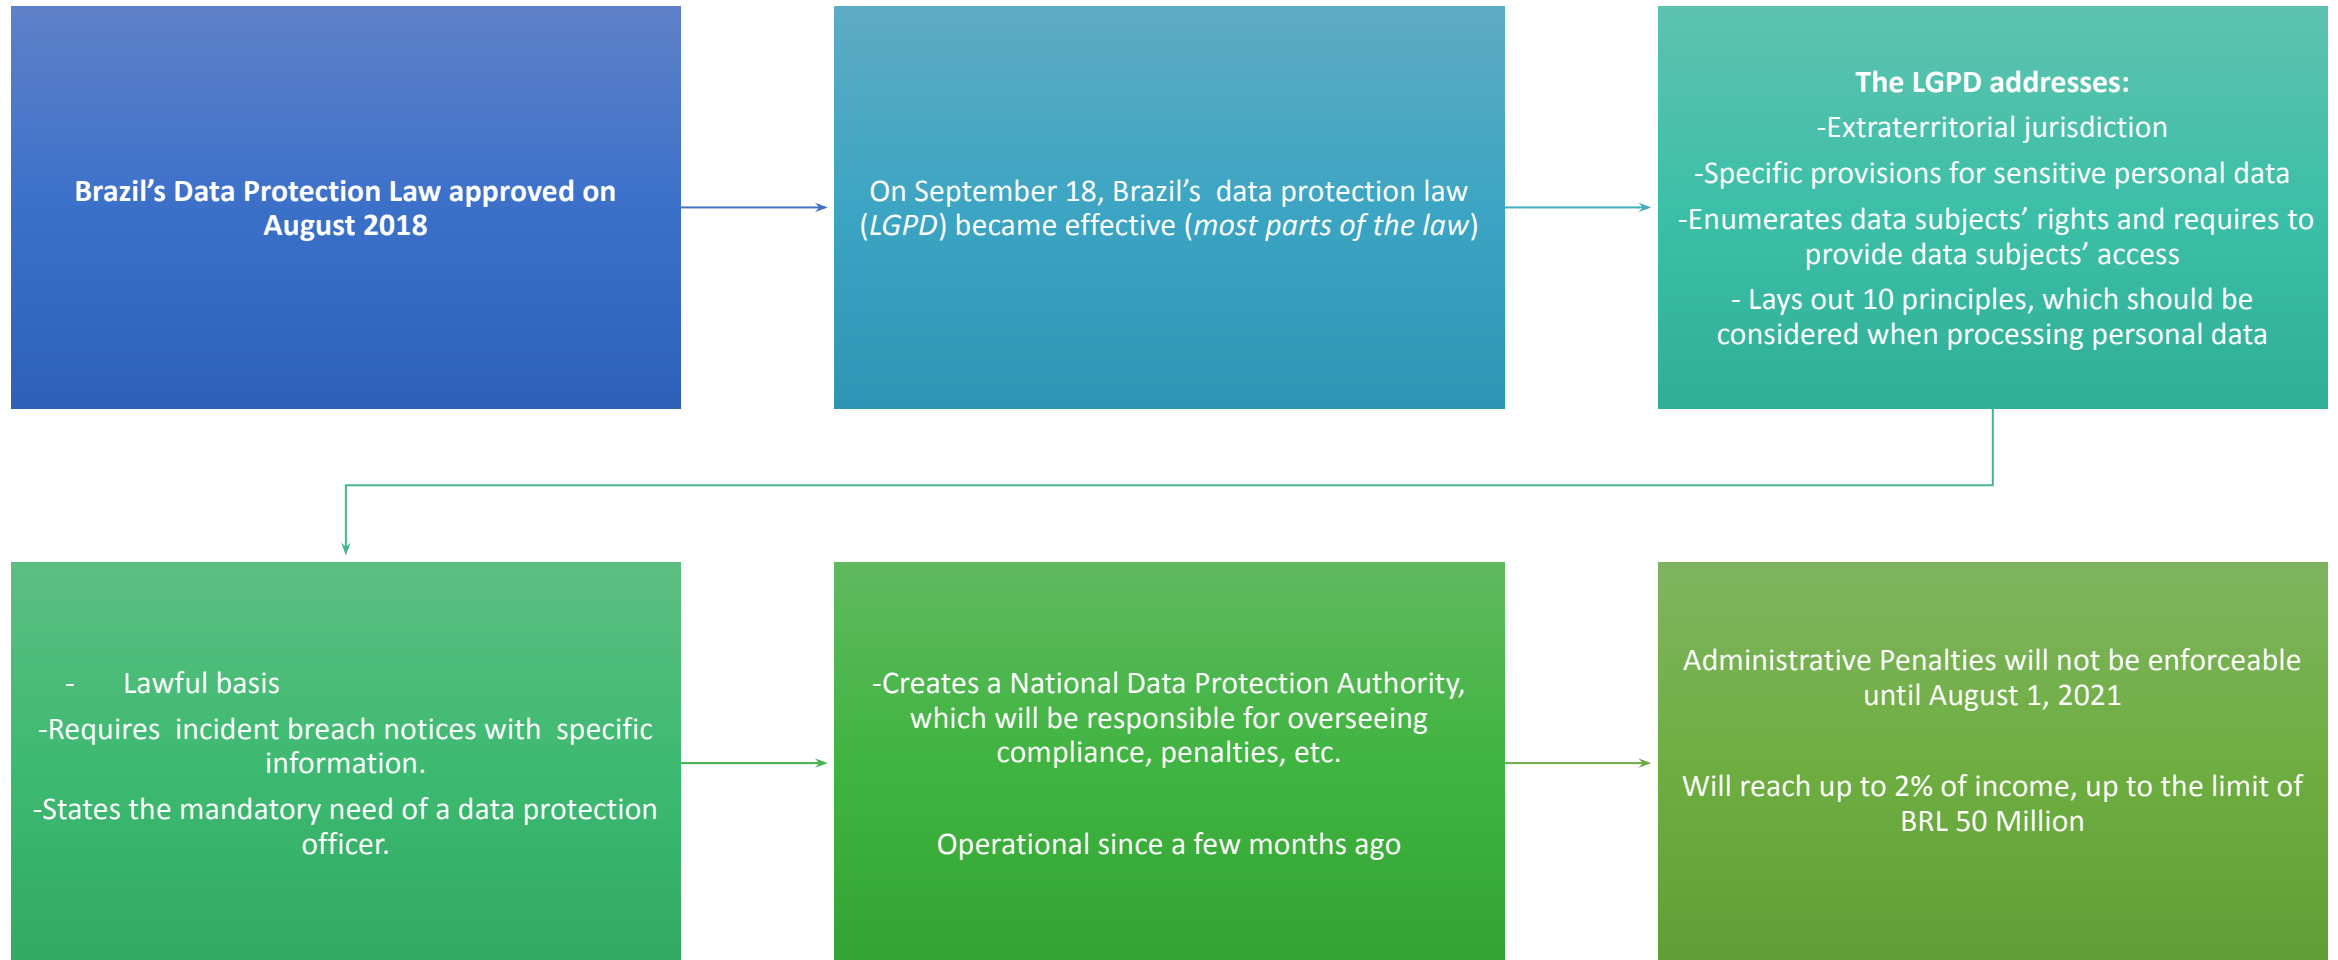 Brazil’s Data Protection Law approved on
August 2018
On September 18, Brazil’s  data protection law
(LGPD) became effective (most parts of the law)
The LGPD addresses:
-Extraterritorial jurisdiction
-Specific provisions for sensitive personal data
-Enumerates data subjects’ rights and requires to
provide data subjects’ access
- Lays out 10 principles, which should be
considered when processing personal data
- Lawful basis
-Requires  incident breach notices with  specific
information.
-States the mandatory need of a data protection
officer.
-Creates a National Data Protection Authority,
which will be responsible for overseeing
compliance, penalties, etc.
Operational since a few months ago
Administrative Penalties will not be enforceable
until August 1, 2021
Will reach up to 2% of income, up to the limit of
BRL 50 Million